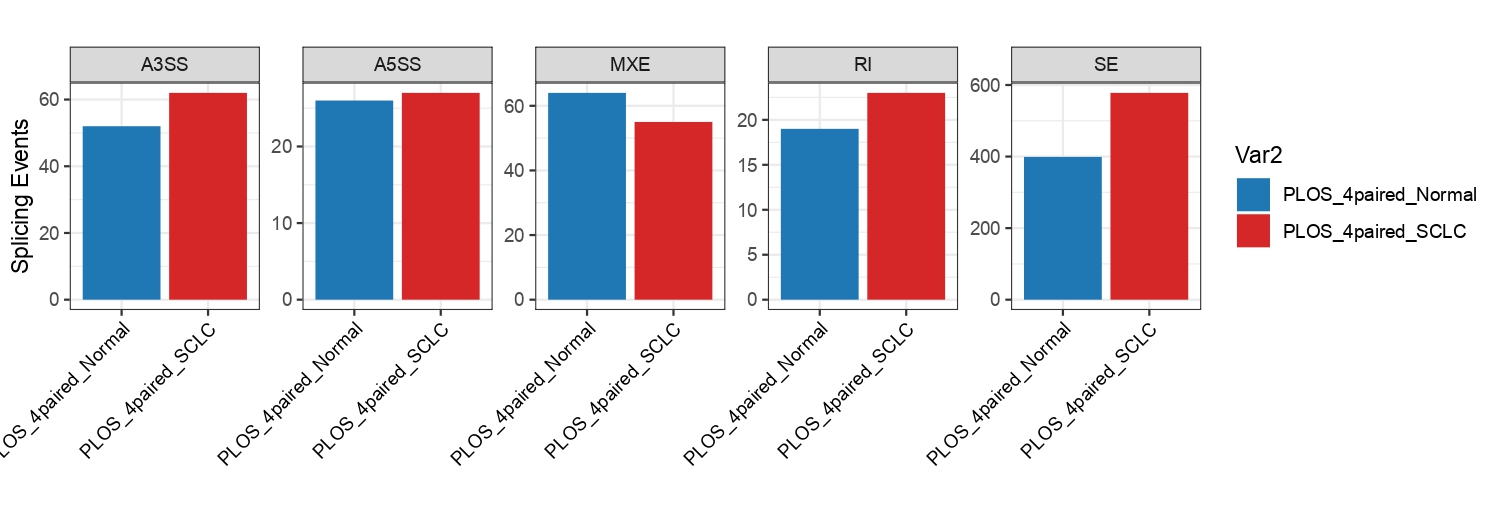 A3SS
A5SS
MXE
RI
SE
Splicing Events
60
40
20
0
20
10
0
60
40
20
0
20
15
10
5
0
600
400
200
0
LOS_4paired_Normal
PLOS_4paired_SCLC
PLOS_4paired_Normal
PLOS_4paired_SCLC
PLOS_4paired_Normal
PLOS_4paired_SCLC
PLOS_4paired_Normal
PLOS_4paired_SCLC
PLOS_4paired_Normal
PLOS_4paired_SCLC
Var2
PLOS_4paired_Normal
PLOS_4paired_SCLC